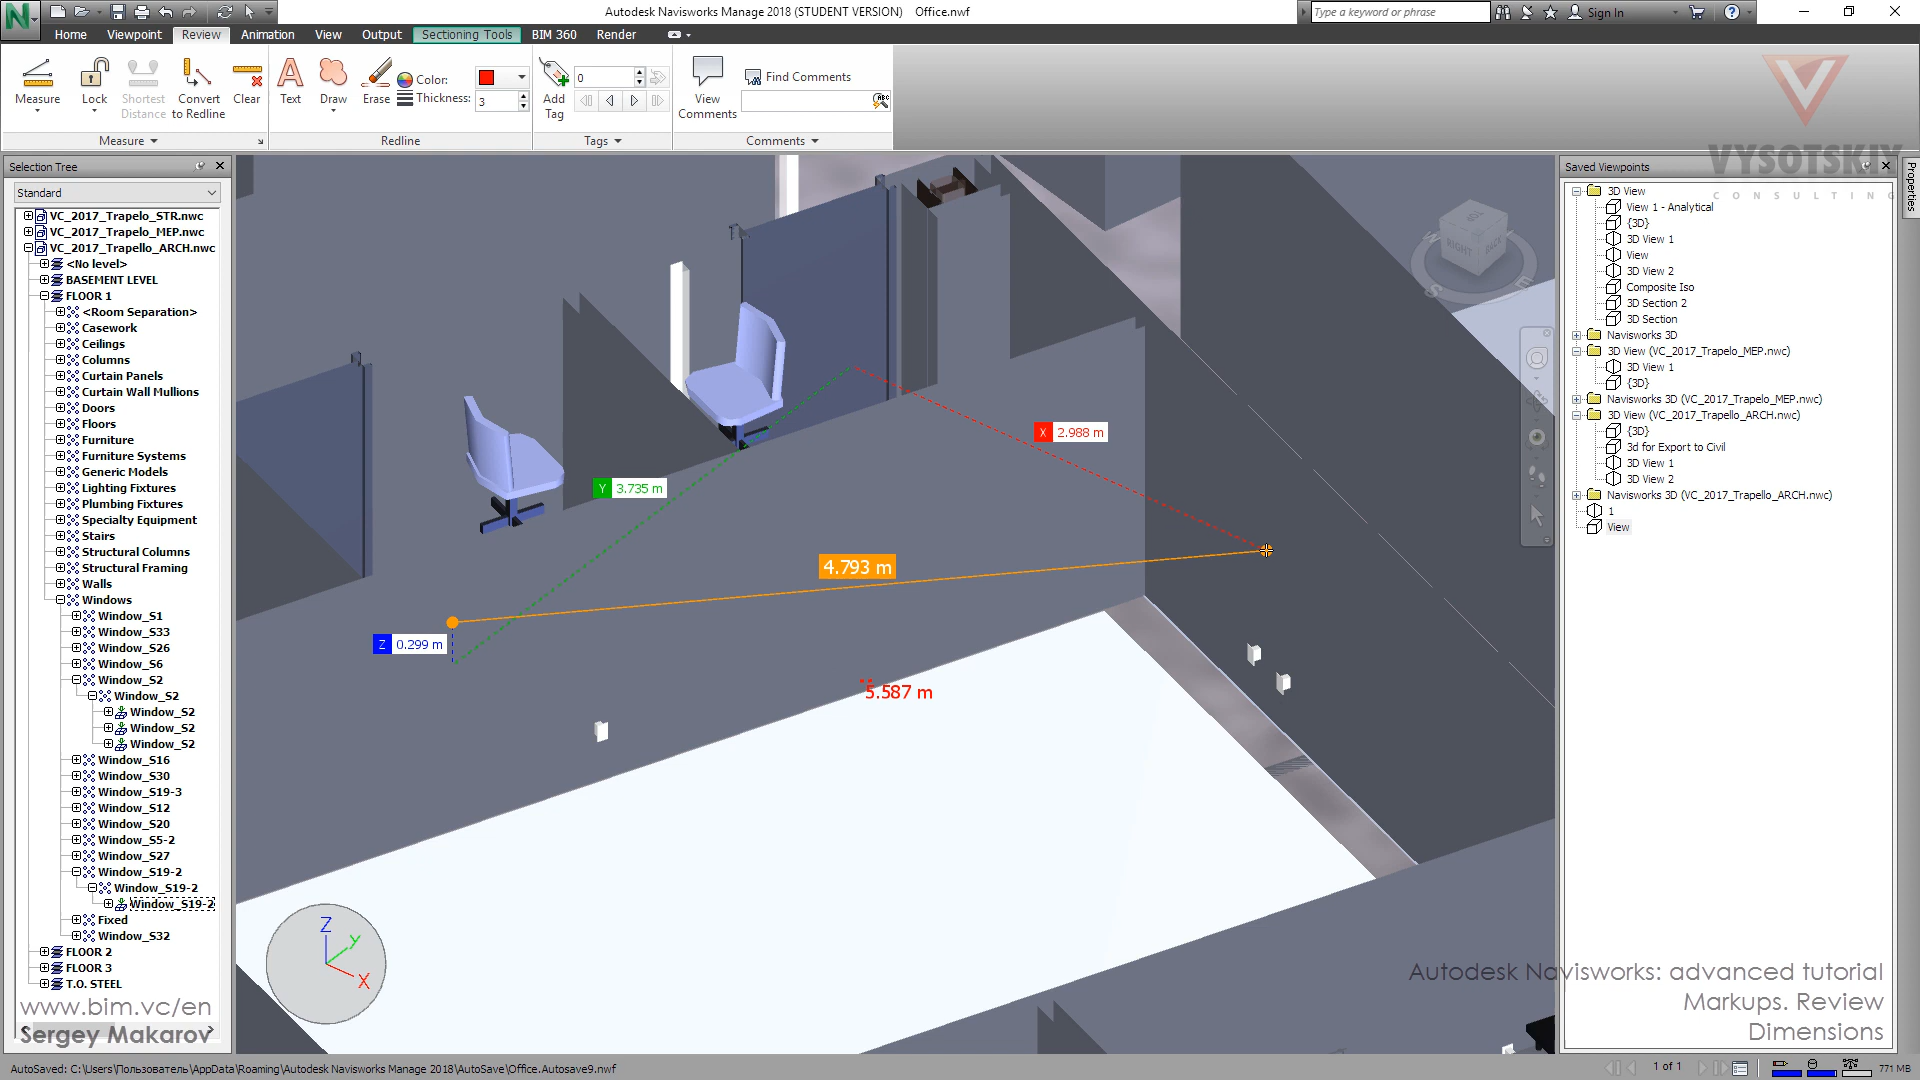 Autodesk Navisworks Manage 2018 (STUDENT VERSION) Office.nwf
Type a keyword or phrase
Sign In
Home Viewpoint Review Animation View Output Sectioning Tools BIM 360 Render
Measure
Lock
Shortest Distance
Convert to Redline
Clear
Text
Draw
Erase
Color:
Thickness: 3
Add Tag
0
View Comments
Find Comments
Measure
Redline
Tags
Comments
Selection Tree
Standard
VC_2017_Trapelo_STR.nwc
VC_2017_Trapelo_MEP.nwc
VC_2017_Trapello_ARCH.nwc
<No level>
BASEMENT LEVEL
FLOOR 1
<Room Separation>
Casework
Ceilings
Columns
Curtain Panels
Curtain Wall Mullions
Doors
Floors
Furniture
Furniture Systems
Generic Models
Lighting Fixtures
Plumbing Fixtures
Specialty Equipment
Stairs
Structural Columns
Structural Framing
Walls
Windows
Window_S1
Window_S33
Window_S26
Window_S6
Window_S2
Window_S2
Window_S2
Window_S2
Window_S2
Window_S16
Window_S30
Window_S19-3
Window_S12
Window_S20
Window_S5-2
Window_S27
Window_S19-2
Window_S19-2
Window_S19-2
Fixed
Window_S32
FLOOR 2
FLOOR 3
T.O. STEEL
www.bim.vc/en
Sergey Makarov
X 2.988 m
Y 3.735 m
4.793 m
Z 0.299 m
5.587 m
Z
Y
X
W
RIGHT
BACK
TOP
S
E
Saved Viewpoints
VYSOTSKIY
CONSULTING
Properties
3D View
View 1 - Analytical
{3D}
3D View 1
View
3D View 2
Composite Iso
3D Section 2
3D Section
Navisworks 3D
3D View (VC_2017_Trapelo_MEP.nwc)
3D View 1
{3D}
Navisworks 3D (VC_2017_Trapelo_MEP.nwc)
3D View (VC_2017_Trapello_ARCH.nwc)
{3D}
3d for Export to Civil
3D View 1
3D View 2
Navisworks 3D (VC_2017_Trapello_ARCH.nwc)
1
View
Autodesk Navisworks: advanced tutorial
Markups. Review
Dimensions
AutoSaved: C:\Users\Пользователь\AppData\Roaming\Autodesk Navisworks Manage 2018\AutoSave\Office.Autosave9.nwf
1 of 1
771 MB